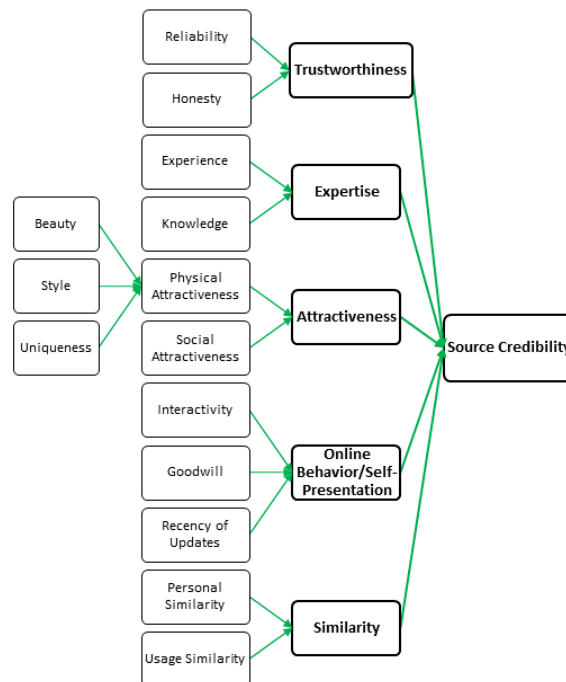 Reliability
Trustworthiness
Honesty
Experience
Expertise
Knowledge
Beauty
Style
Uniqueness
Physical
Attractiveness
Attractiveness
Social
Attractiveness
Source Credibility
Interactivity
Goodwill
Online
Behavior/Self-
Presentation
Recency of
Updates
Personal
Similarity
Similarity
Usage Similarity